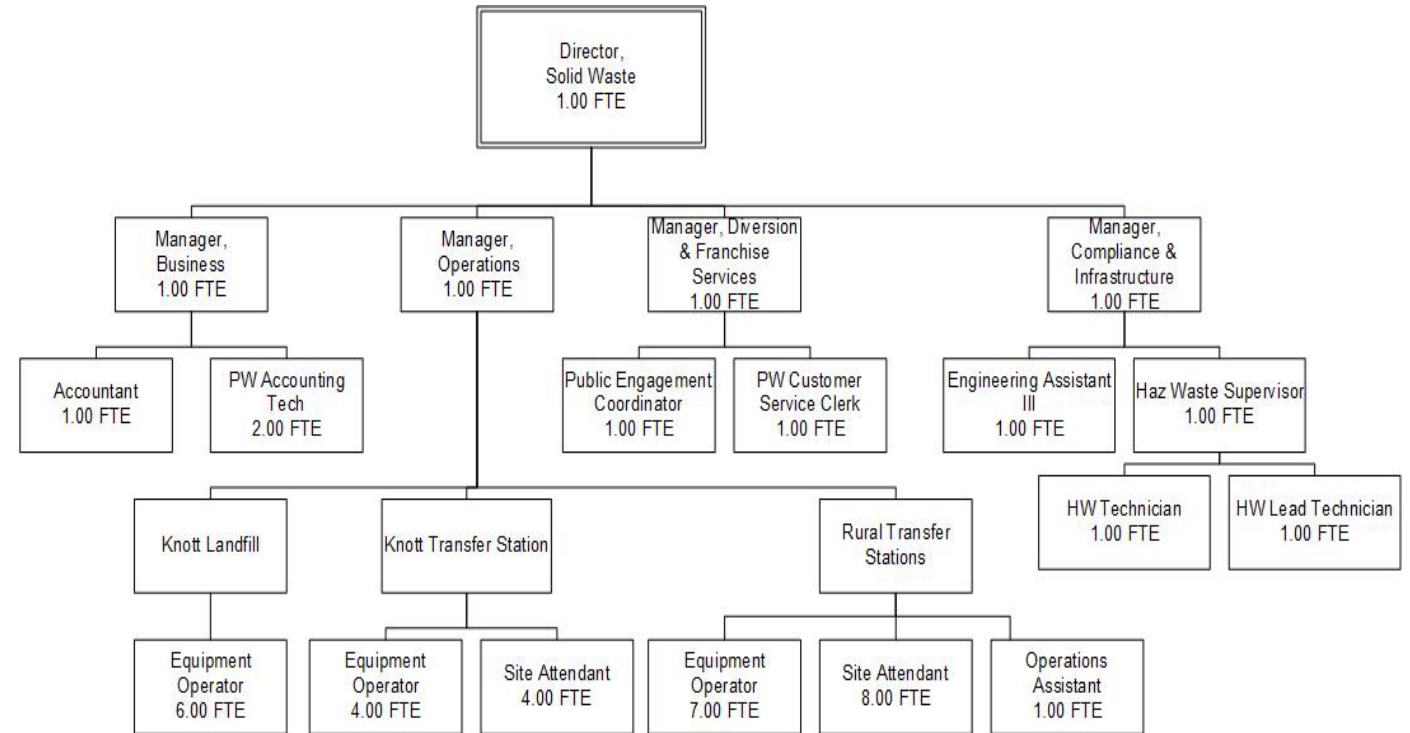 Director,
Solid Waste
1.00 FTE
Manager,
Business
1.00 FTE
Manager,
Operations
1.00 FTE
Manager, Diversion
& Franchise
Services
1.00 FTE
Manager,
Compliance &
Infrastructure
1.00 FTE
Accountant
1.00 FTE
PW Accounting
Tech
2.00 FTE
Public Engagement
Coordinator
1.00 FTE
PW Customer
Service Clerk
1.00 FTE
Engineering Assistant
III
1.00 FTE
Haz Waste Supervisor
1.00 FTE
HW Technician
1.00 FTE
HW Lead Technician
1.00 FTE
Knott Landfill
Knott Transfer Station
Rural Transfer
Stations
Equipment
Operator
6.00 FTE
Equipment
Operator
4.00 FTE
Site Attendant
4.00 FTE
Equipment
Operator
7.00 FTE
Site Attendant
8.00 FTE
Operations
Assistant
1.00 FTE